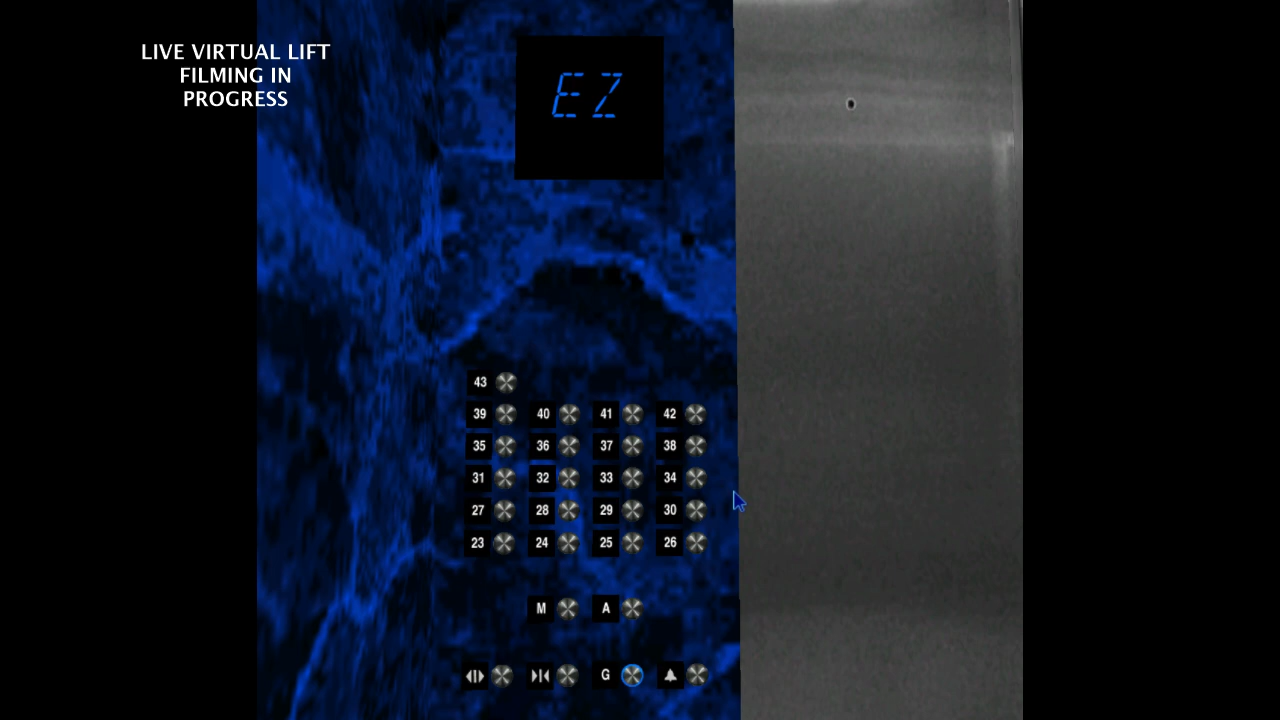 LIVE VIRTUAL LIFT
FILMING IN
PROGRESS
EZ
43
39 40 41 42
35 36 37 38
31 32 33 34
27 28 29 30
23 24 25 26
M A
G